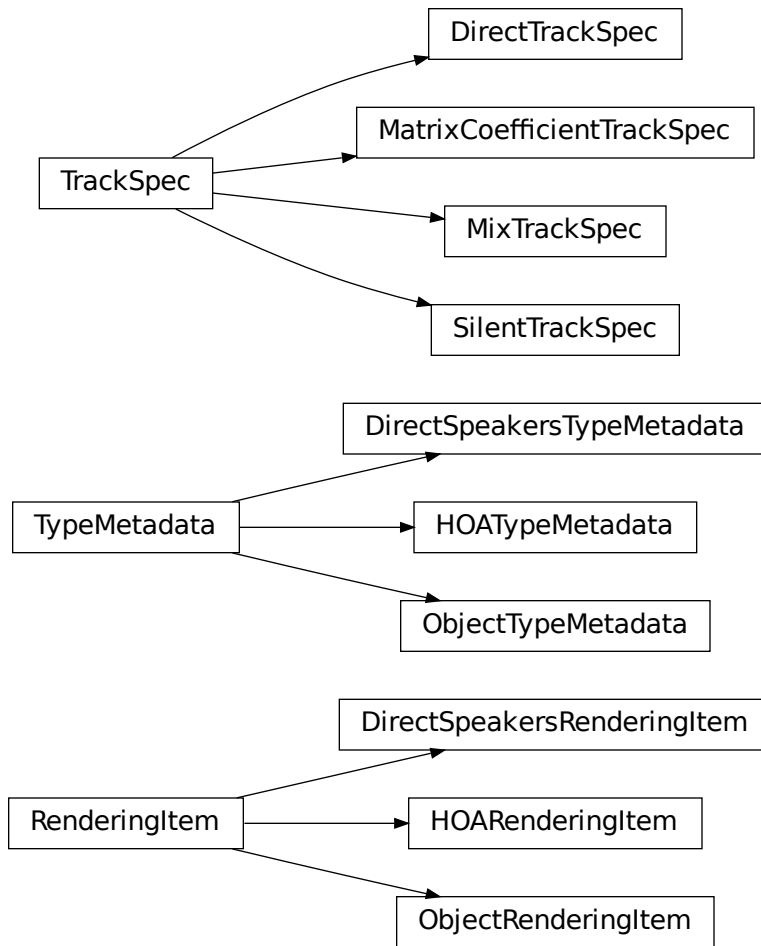 DirectTrackSpec
MatrixCoefficientTrackSpec
TrackSpec
MixTrackSpec
SilentTrackSpec
DirectSpeakersTypeMetadata
TypeMetadata
HOATypeMetadata
ObjectTypeMetadata
DirectSpeakersRenderingItem
RenderingItem
HOARenderingItem
ObjectRenderingItem